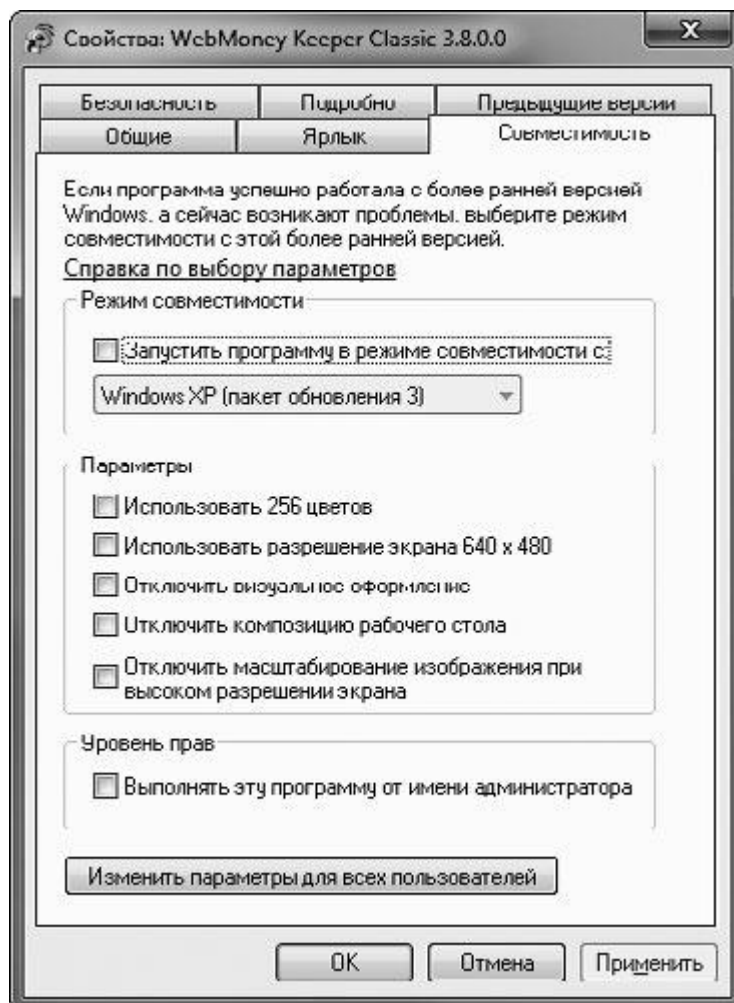 Свойства: WebMoney Keeper Classic 3.8.0.0
Безопасность Подробно Предыдущие версии
Общие Ярлык Совместимость
Если программа успешно работала с более ранней версией
Windows, а сейчас возникают проблемы, выберите режим
совместимости с этой более ранней версией.
Справка по выбору параметров
Режим совместимости
Запустить программу в режиме совместимости с:
Windows XP (пакет обновления 3)
Параметры
Использовать 256 цветов
Использовать разрешение экрана 640 x 480
Отключить визуальное оформление
Отключить композицию рабочего стола
Отключить масштабирование изображения при
высоком разрешении экрана
Уровень прав
Выполнять эту программу от имени администратора
Изменить параметры для всех пользователей
OK Отмена Применить